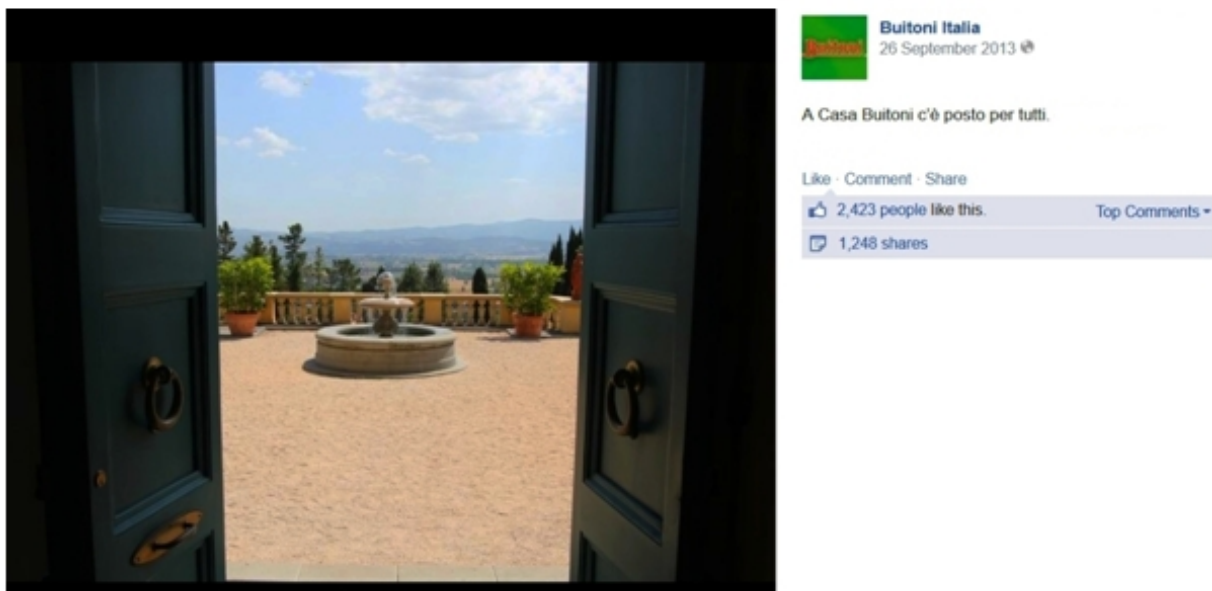 Buitoni
Buitoni Italia
26 September 2013
A Casa Buitoni c'è posto per tutti.
Like · Comment · Share
2,423 people like this.
Top Comments
1,248 shares